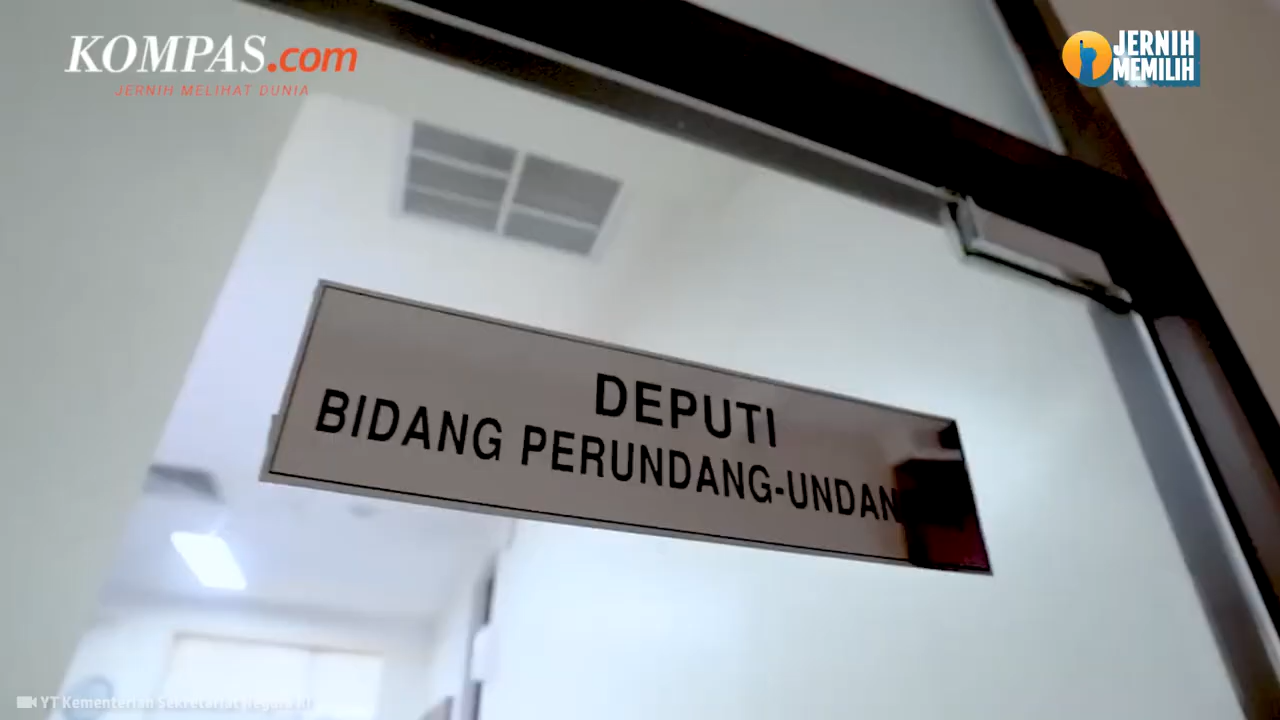 KOMPAS.com
JERNIH MELIHAT DUNIA
JERNIH
MEMILIH
DEPUTI
BIDANG PERUNDANG-UNDAN
YT Kementerian Sekretariat Negara RI